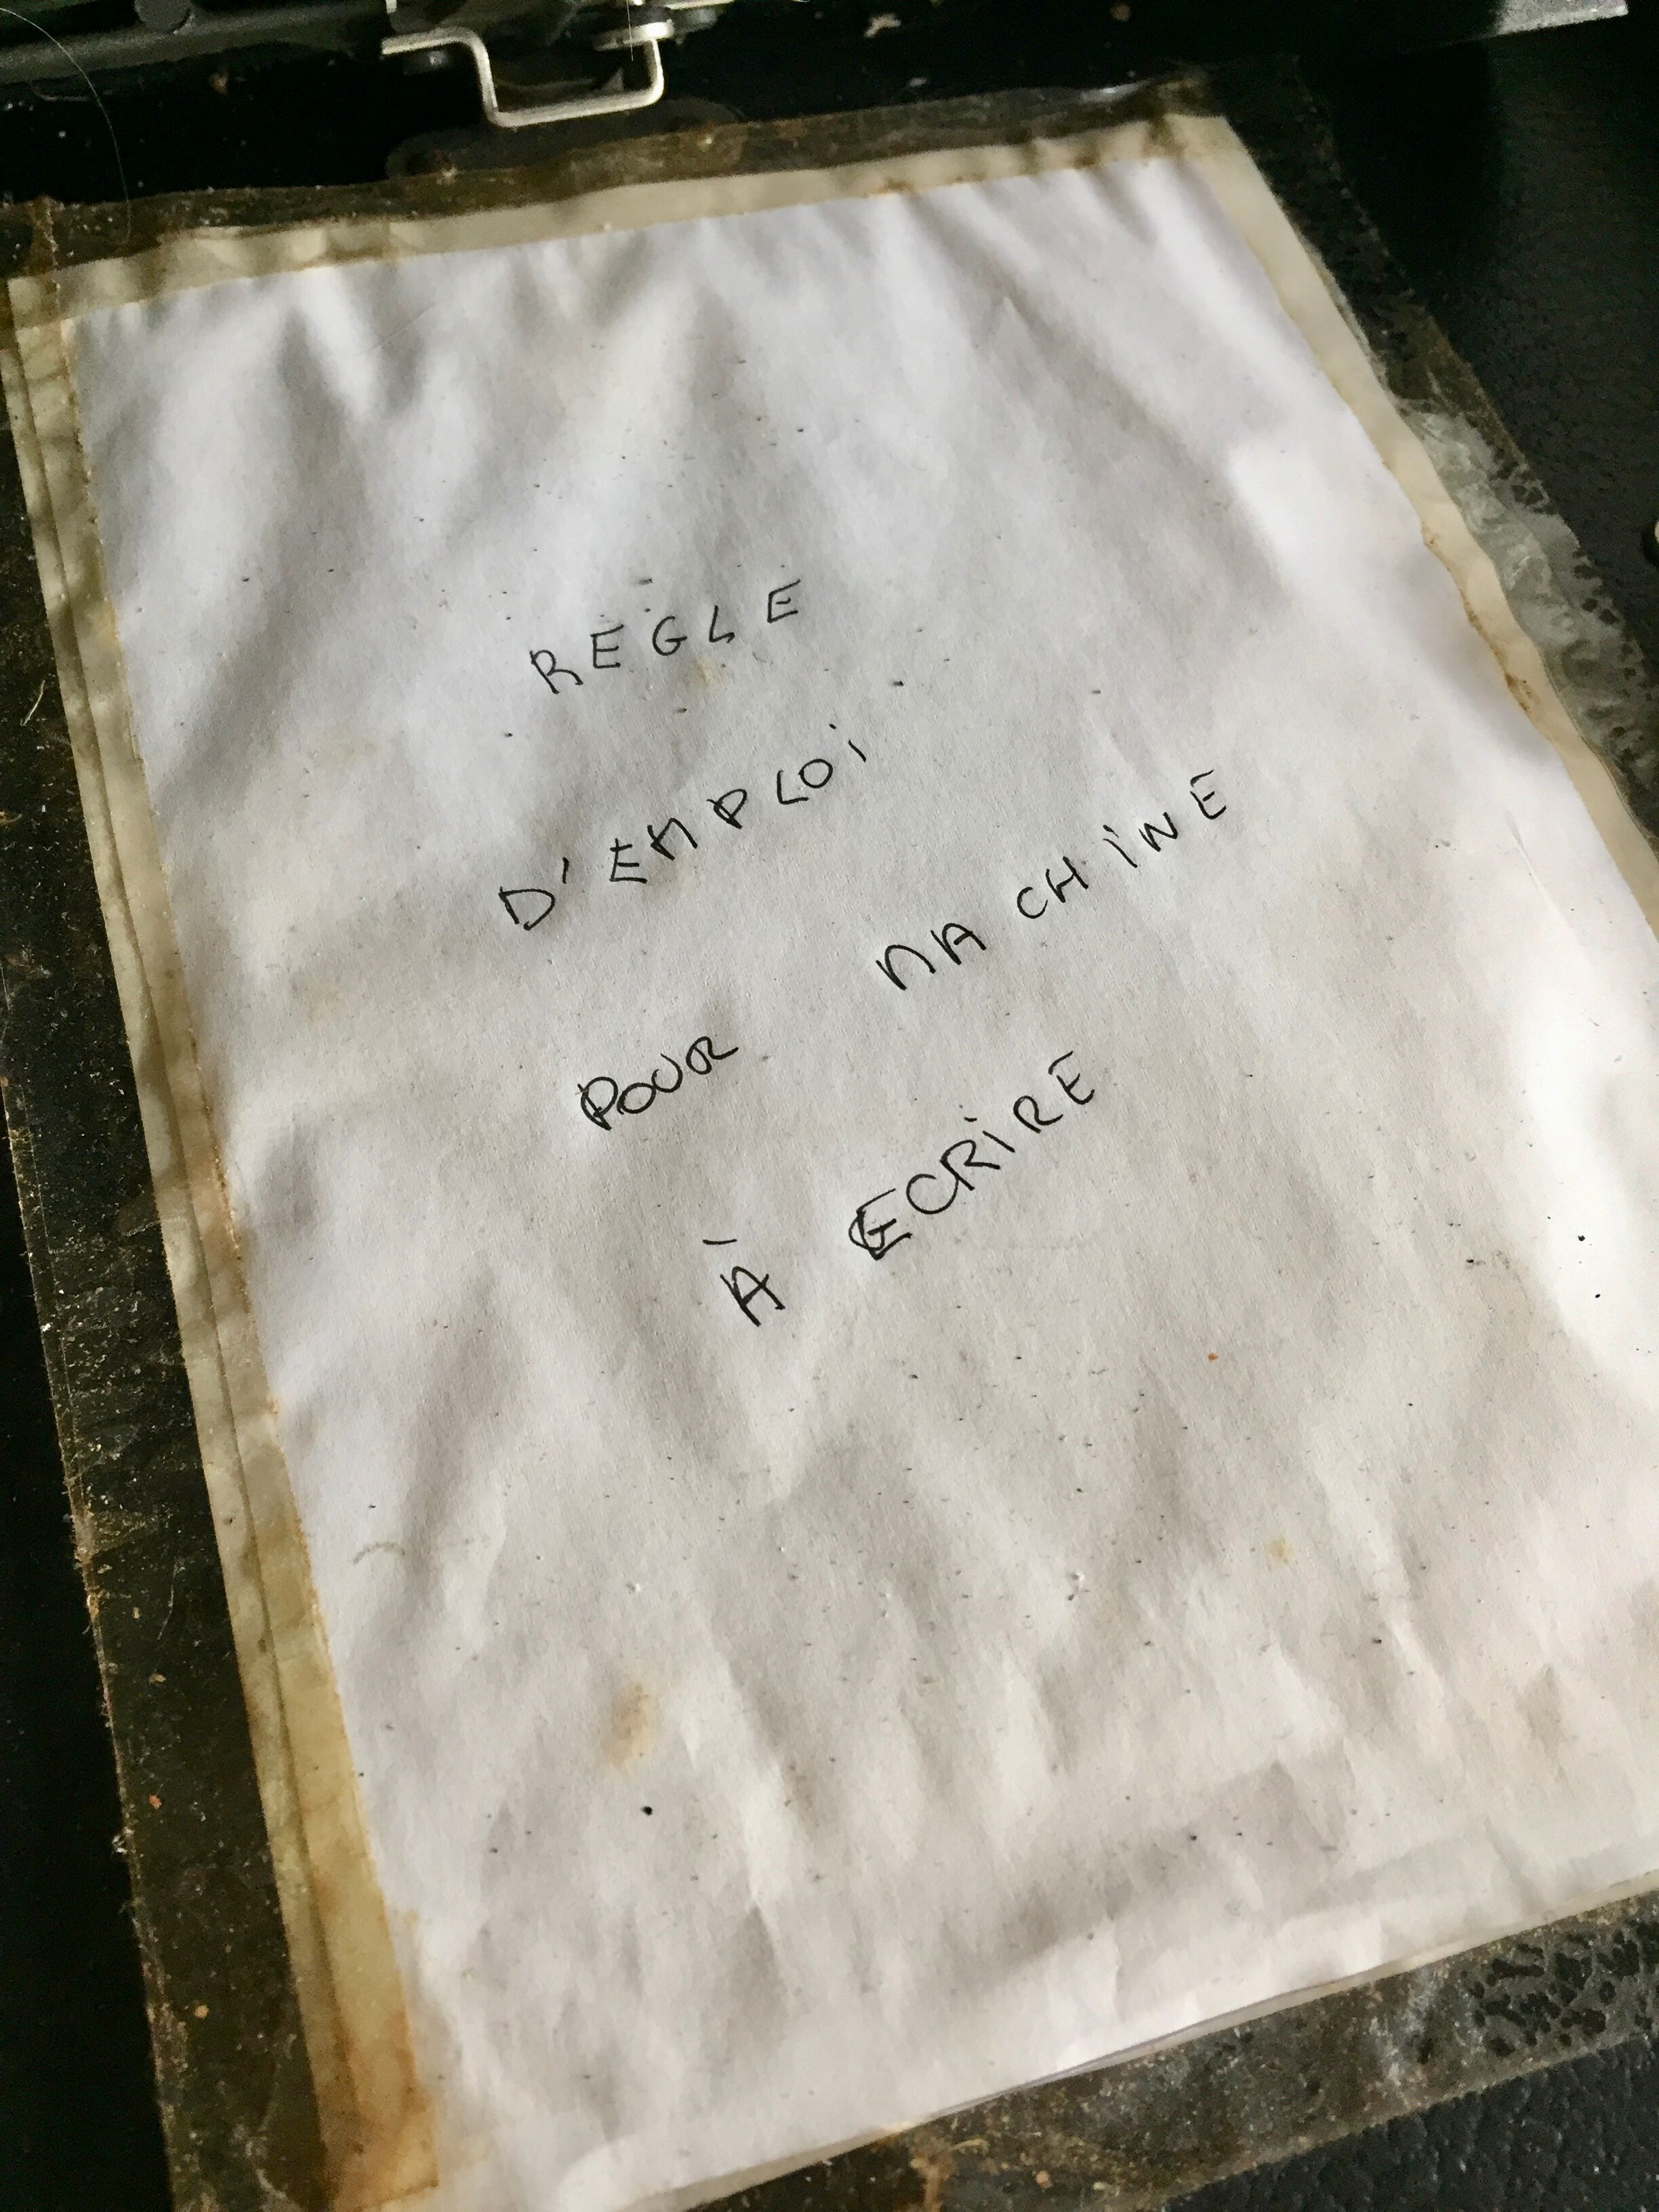 REGLE
D'EMPLOI
POUR MACHINE
À ECRIRE